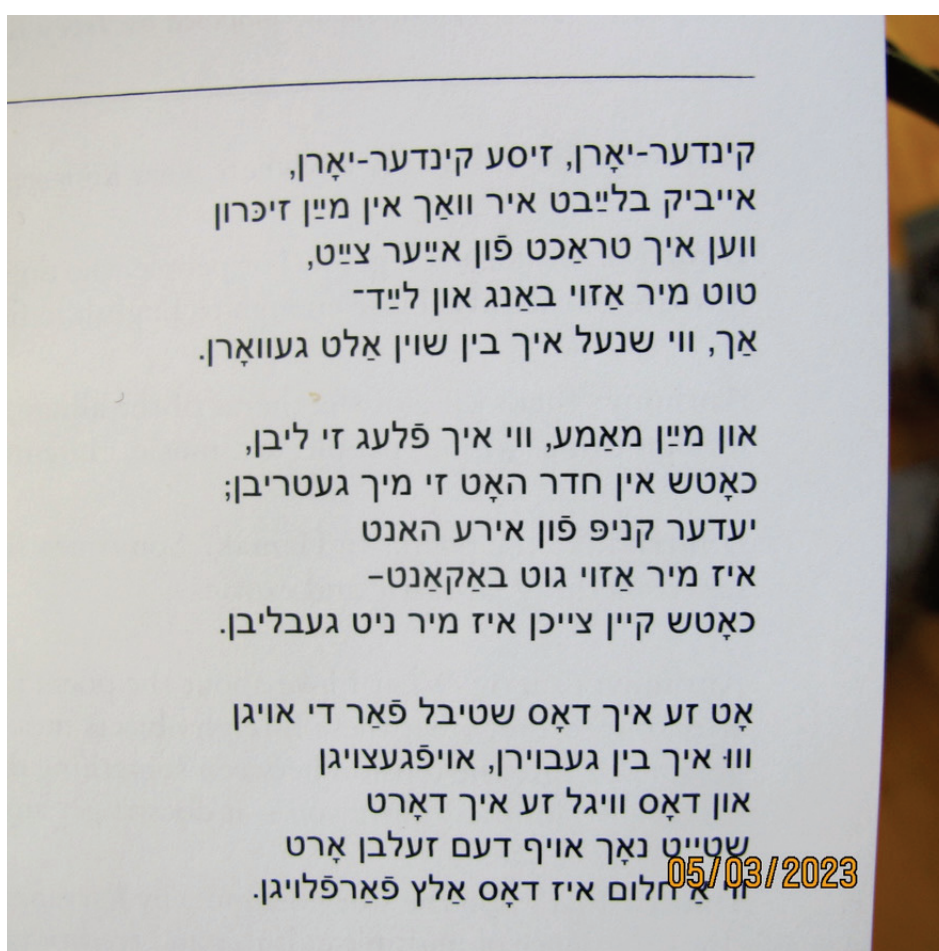 קינדער-יאָרן, זיסע קינדער-יאָרן,
אייביק בלײַבט איר וואַך אין מײַן זיכּרון
ווען איך טראַכט פֿון אײַער צײַט,
טוט מיר אַזוי באַנג און לײַד־
אַך, ווי שנעל איך בין שוין אַלט געוואָרן.
און מײַן מאַמע, ווי איך פֿלעג זי ליבן,
כאָטש אין חדר האָט זי מיך געטריבן;
יעדער קניפּ פֿון אירע האנט
איז מיר אַזוי גוט באַקאַנט–
כאָטש קיין צייכן איז מיר ניט געבליבן.
אָט זע איך דאָס שטיבל פֿאַר די אויגן
וווּ איך בין געבוירן, אויפֿגעצויגן
און דאָס וויגל זע איך דאָרט
שטייט נאָך אויף דעם זעלבן אָרט
ווי אַ חלום איז דאָס אַלץ פֿאַרפֿלויגן.
05/03/2023